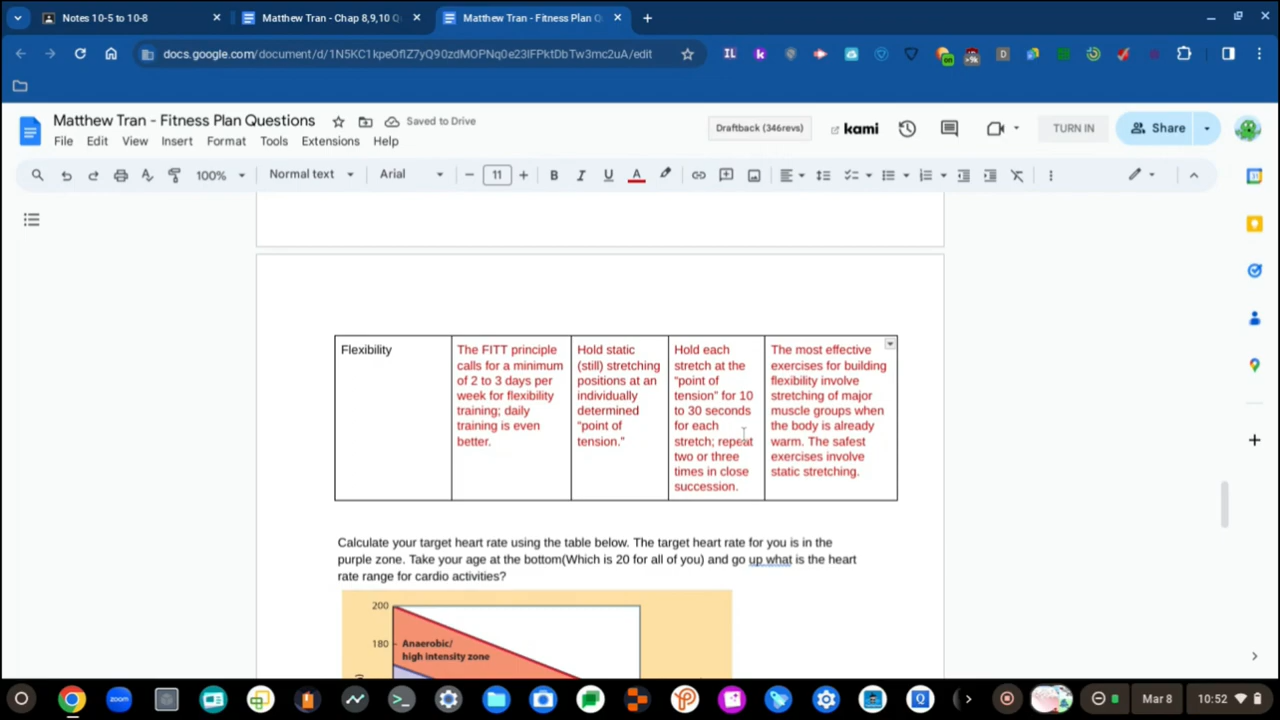 Notes 10-5 to 10-8
Matthew Tran - Chap 8,9,10 Q
Matthew Tran - Fitness Plan Q
docs.google.com/document/d/1N5KC1kpeOflZ7yQ90zdMOPNq0e23IFPktDbTw3mc2uA/edit
Matthew Tran - Fitness Plan Questions
Saved to Drive
Draftback (346revs)
kami
TURN IN
Share
File Edit View Insert Format Tools Extensions Help
100% Normal text Arial 11 B I U A
Flexibility
The FITT principle
calls for a minimum
of 2 to 3 days per
week for flexibility
training; daily
training is even
better.
Hold static
(still) stretching
positions at an
individually
determined
“point of
tension.”
Hold each
stretch at the
“point of
tension” for 10
to 30 seconds
for each
stretch; repeat
two or three
times in close
succession.
The most effective
exercises for building
flexibility involve
stretching of major
muscle groups when
the body is already
warm. The safest
exercises involve
static stretching.
Calculate your target heart rate using the table below. The target heart rate for you is in the
purple zone. Take your age at the bottom(Which is 20 for all of you) and go up what is the heart
rate range for cardio activities?
200
180
Anaerobic/
high intensity zone
zoom
Mar 8
10:52